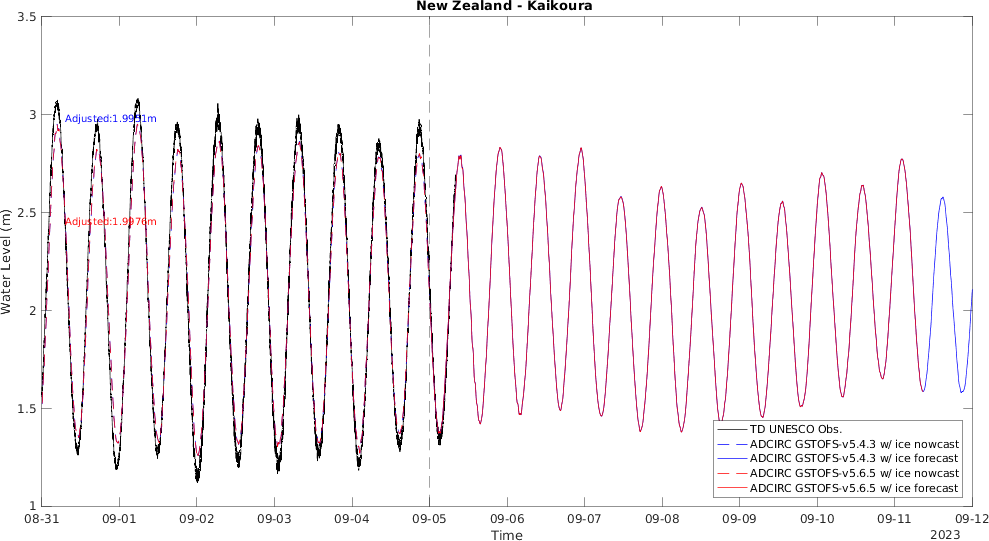 New Zealand - Kaikoura
3.5
3
2.5
2
1.5
1
Water Level (m)
Adjusted:1.9991m
Adjusted:1.9976m
TD UNESCO Obs.
ADCIRC GSTOFS-v5.4.3 w/ ice nowcast
ADCIRC GSTOFS-v5.4.3 w/ ice forecast
ADCIRC GSTOFS-v5.6.5 w/ ice nowcast
ADCIRC GSTOFS-v5.6.5 w/ ice forecast
08-31 09-01 09-02 09-03 09-04 09-05 09-06 09-07 09-08 09-09 09-10 09-11 09-12
Time
2023